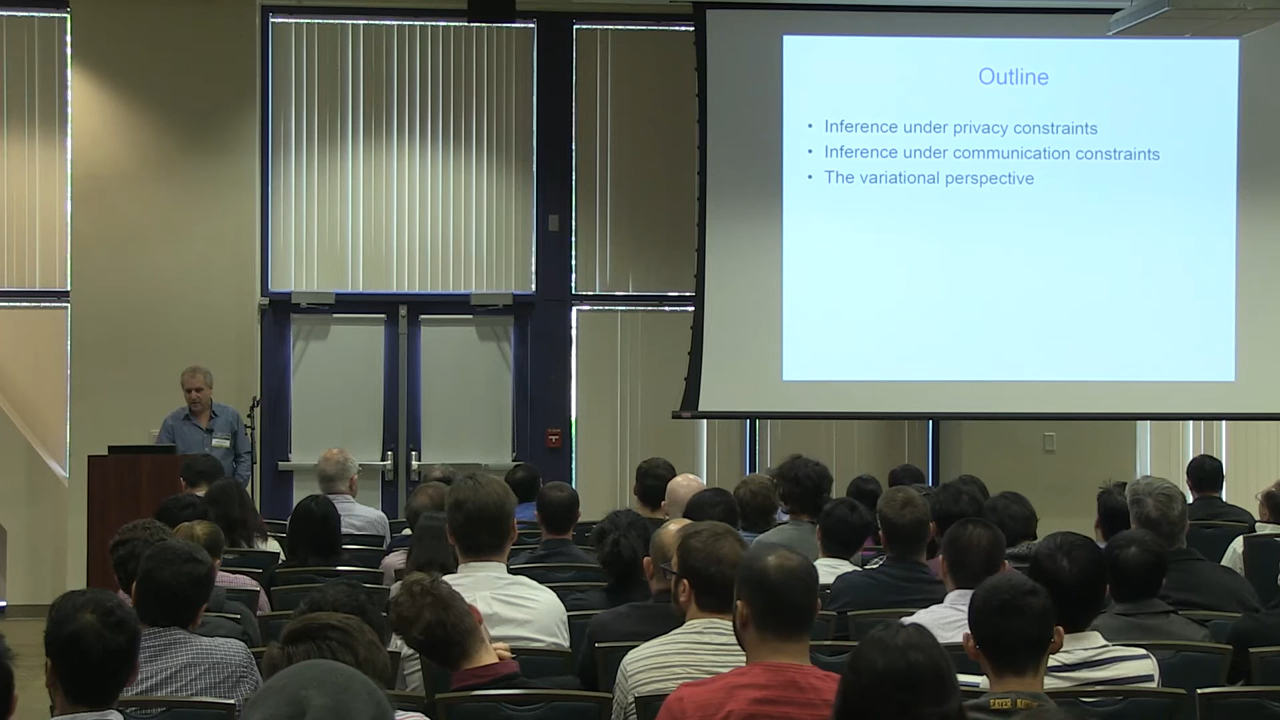 Outline
• Inference under privacy constraints
• Inference under communication constraints
• The variational perspective